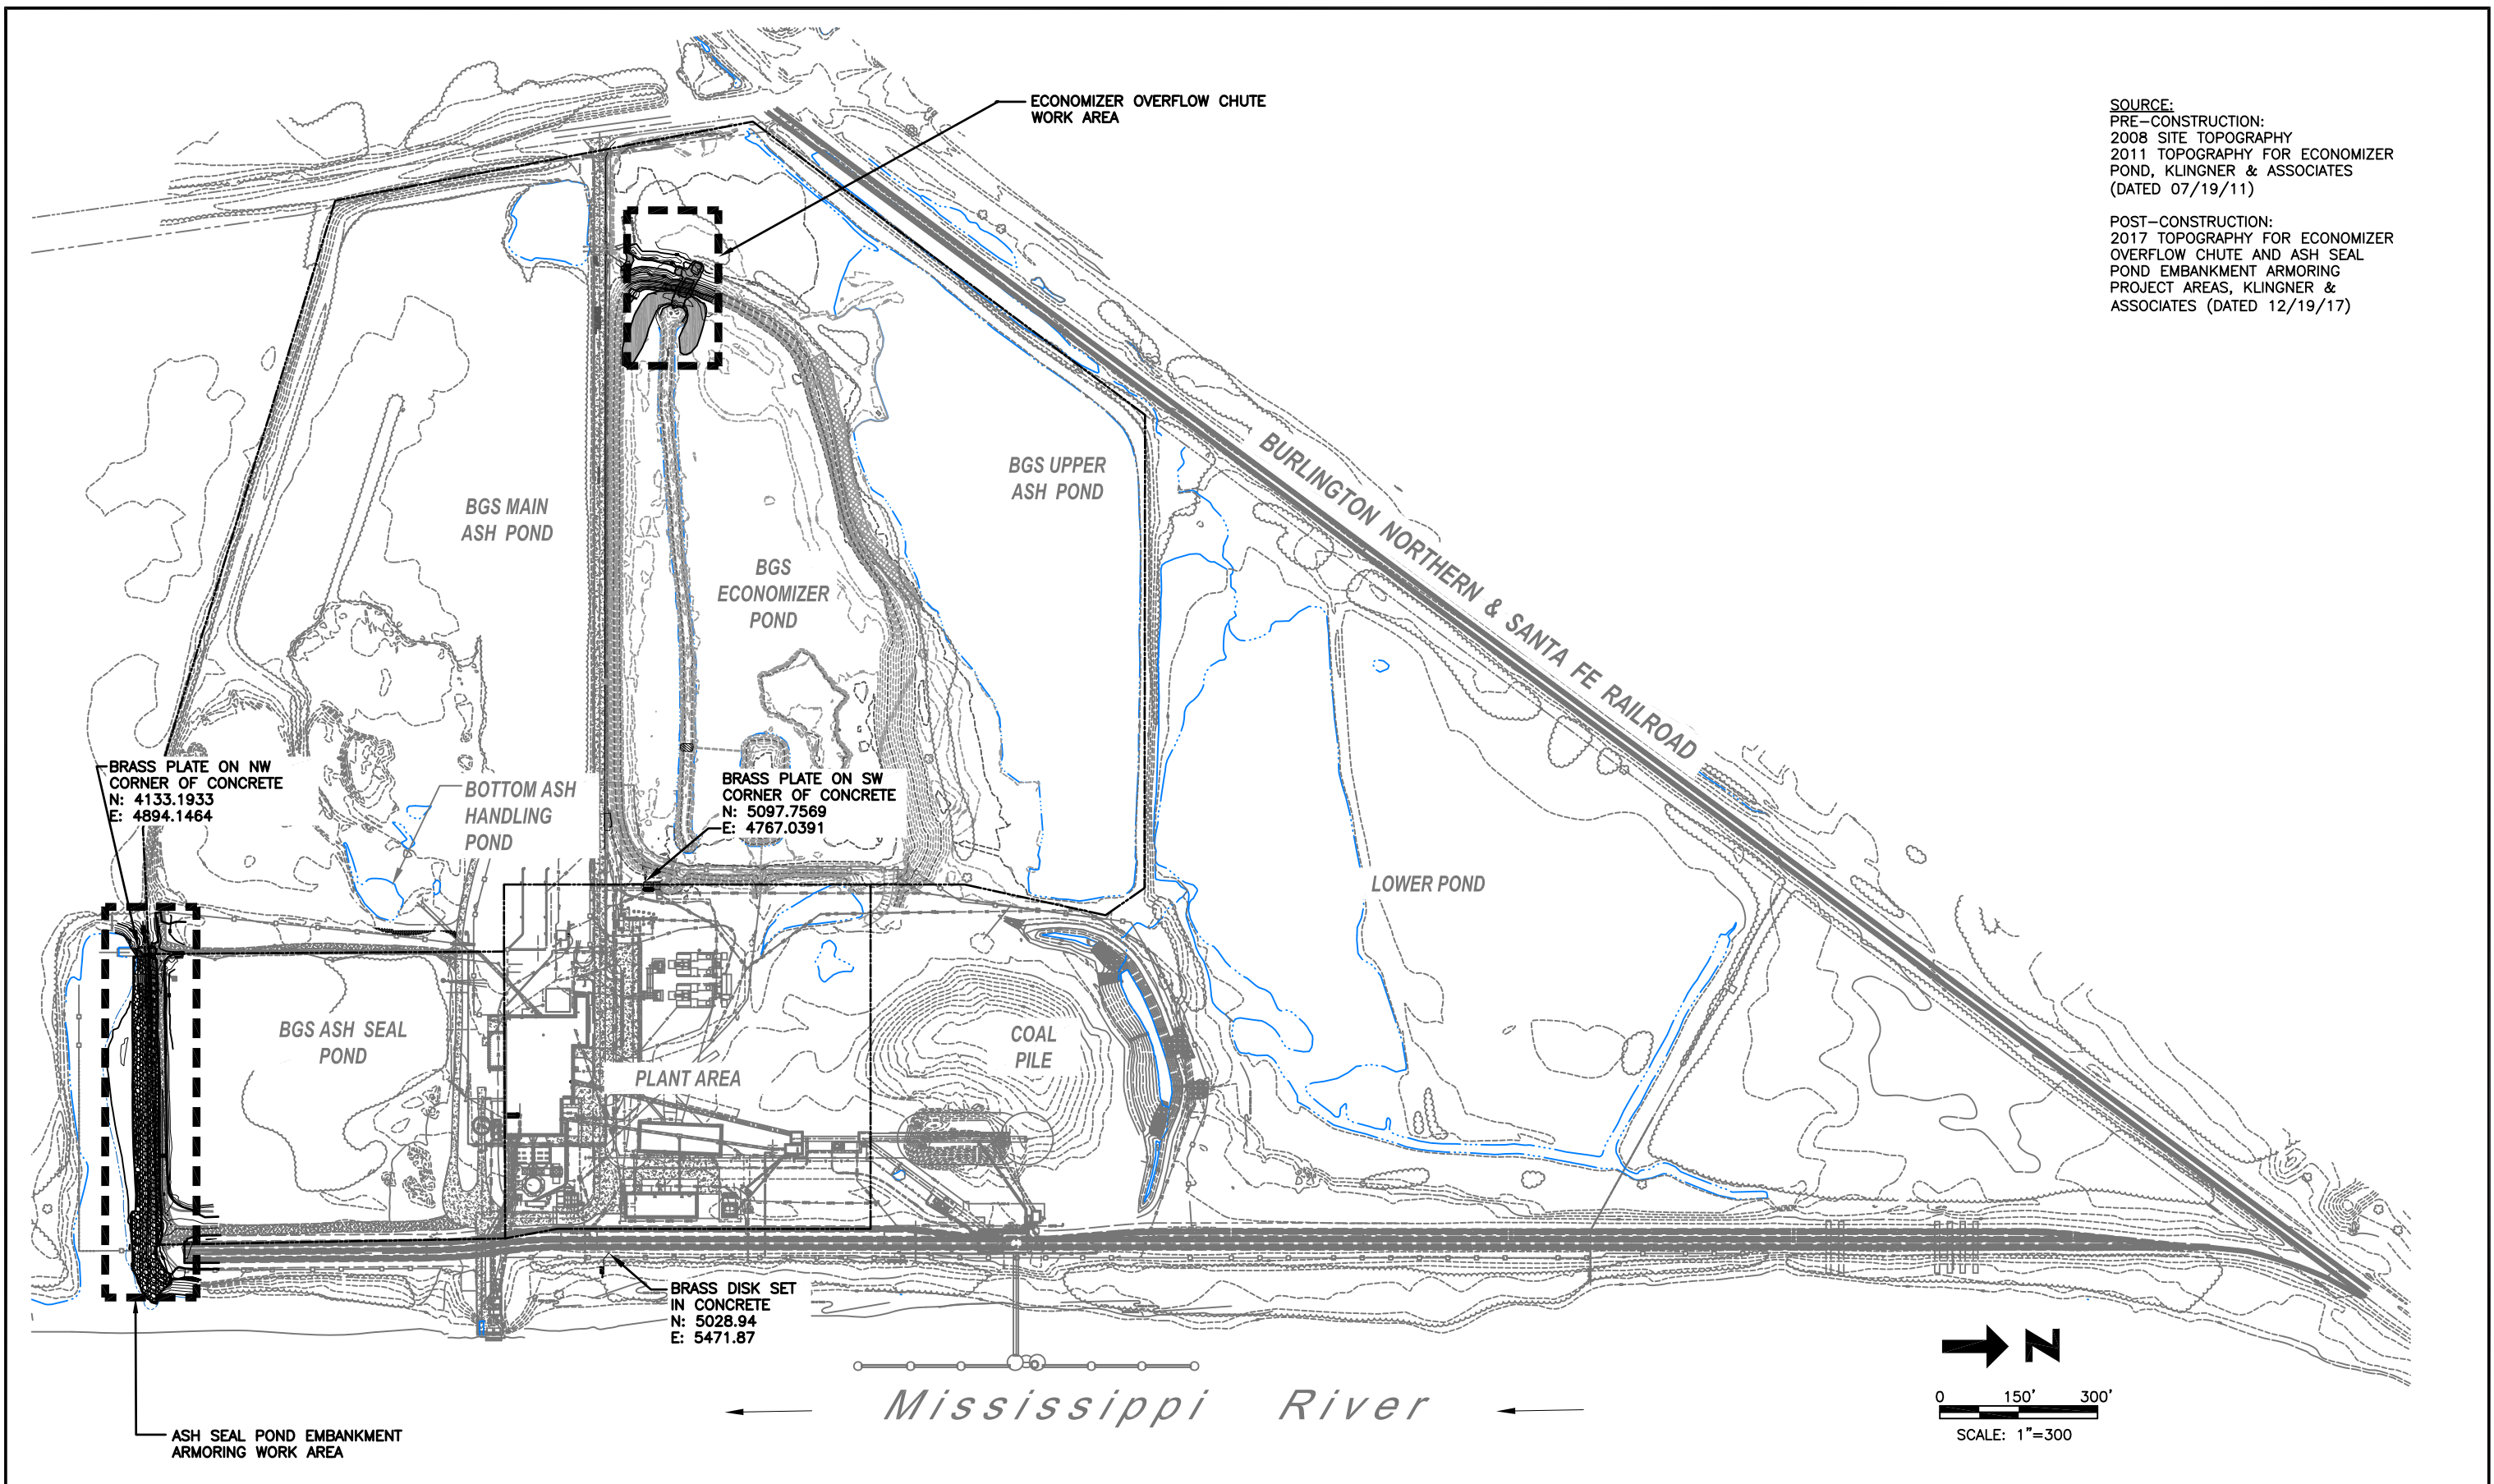 ECONOMIZER OVERFLOW CHUTE
WORK AREA
SOURCE:
PRE-CONSTRUCTION:
2008 SITE TOPOGRAPHY
2011 TOPOGRAPHY FOR ECONOMIZER
POND, KLINGNER & ASSOCIATES
(DATED 07/19/11)
POST-CONSTRUCTION:
2017 TOPOGRAPHY FOR ECONOMIZER
OVERFLOW CHUTE AND ASH SEAL
POND EMBANKMENT ARMORING
PROJECT AREAS, KLINGNER &
ASSOCIATES (DATED 12/19/17)
BURLINGTON NORTHERN & SANTA FE RAILROAD
BGS UPPER
ASH POND
BGS MAIN
ASH POND
BGS
ECONOMIZER
POND
BRASS PLATE ON NW
CORNER OF CONCRETE
N: 4133.1933
E: 4894.1464
BOTTOM ASH
HANDLING
POND
BRASS PLATE ON SW
CORNER OF CONCRETE
N: 5097.7569
E: 4767.0391
LOWER POND
BGS ASH SEAL
POND
PLANT AREA
COAL
PILE
BRASS DISK SET
IN CONCRETE
N: 5028.94
E: 5471.87
Mississippi River
N
0 150' 300'
SCALE: 1"=300
ASH SEAL POND EMBANKMENT
ARMORING WORK AREA